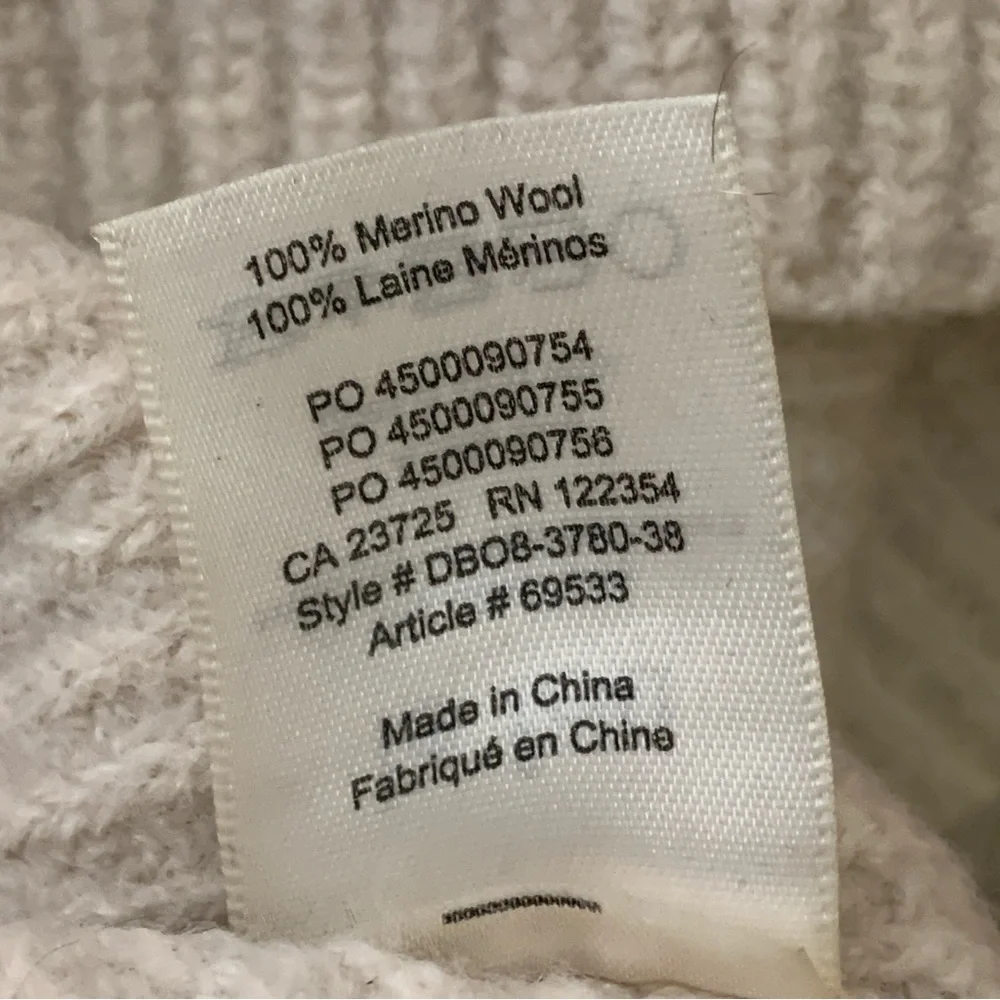 100% Merino Wool
100% Laine Mérinos
PO 4500090754
PO 4500090755
PO 4500090756
CA 23725 RN 122354
Style # DBO8-3780-38
Article # 69533
Made in China
Fabriqué en Chine